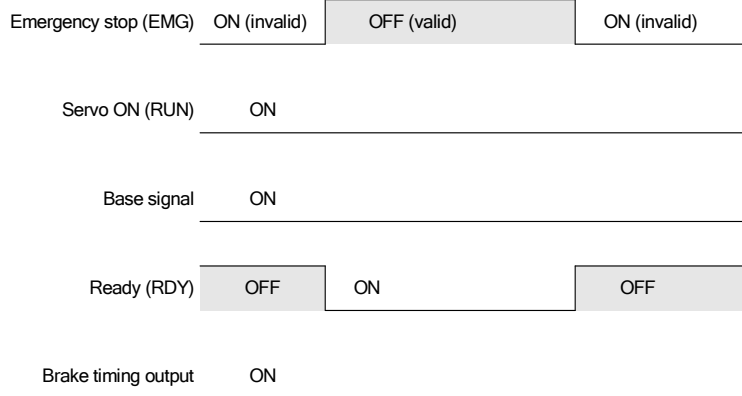 Emergency stop (EMG) ON (invalid) OFF (valid) ON (invalid)
Servo ON (RUN) ON
Base signal ON
Ready (RDY) OFF ON OFF
Brake timing output ON